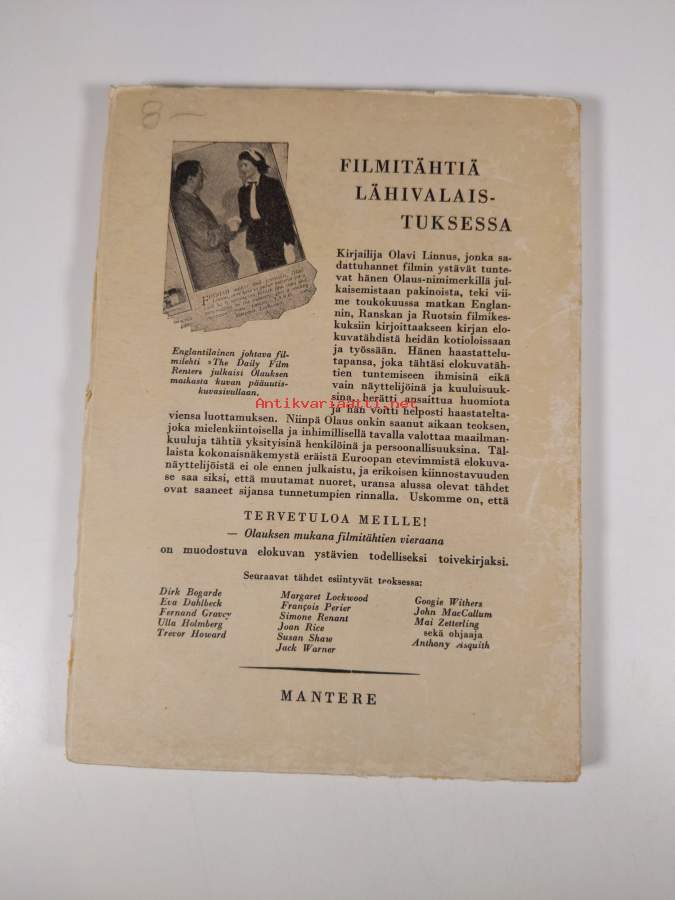 8 –
FILMITÄHTIÄ
LÄHIVALAIS-
TUKSESSA
Kirjailija Olavi Linnus, jonka sa-
dattuhannet filmin ystävät tunte-
vat hänen Olaus-nimimerkillä jul-
kaisemistaan pakinoista, teki vii-
me toukokuussa matkan Englan-
nin, Ranskan ja Ruotsin filmikes-
kuksiin kirjoittaakseen kirjan elo-
kuvatähdistä heidän kotioloissaan
ja työssään. Hänen haastattelu-
tapansa, joka tähtäsi elokuvatäh-
tien tuntemiseen ihmisinä eikä
vain näyttelijöinä ja kuuluisuuk-
sina, herätti ansaittua huomiota
ja hän voitti helposti haastatelta-
viensa luottamuksen. Niinpä Olaus onkin saanut aikaan teoksen,
joka mielenkiintoisella ja inhimillisellä tavalla valottaa maailman-
kuuluja tähtiä yksityisinä henkilöinä ja persoonallisuuksina. Täl-
laista kokonaisnäkemystä eräistä Euroopan etevimmistä elokuva-
näyttelijöistä ei ole ennen julkaistu, ja erikoisen kiinnostavuuden
se saa siksi, että muutamat nuoret, uransa alussa olevat tähdet
ovat saaneet sijansa tunnetumpien rinnalla. Uskomme on, että
Englantilainen johtava fil-
milehti »The Daily Film
Renter» julkaisi Olauksen
matkasta kuvan pääuutis-
kuvasivullaan.
Antikvariaatti.net
TERVETULOA MEILLE!
— Olauksen mukana filmitähtien vieraana
on muodostuva elokuvan ystävien todelliseksi toivekirjaksi.
Seuraavat tähdet esiintyvät teoksessa:
Dirk Bogarde
Eva Dahlbeck
Fernand Gravey
Ulla Holmberg
Trevor Howard
Margaret Lockwood
François Perier
Simone Renant
Joan Rice
Susan Shaw
Jack Warner
Googie Withers
John MacCallum
Mai Zetterling
sekä ohjaaja
Anthony Asquith
MANTERE